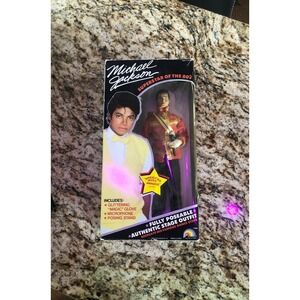 Michael
Jackson
SUPERSTAR OF THE 80's
INCLUDES:
• GLITTERING
"MAGIC" GLOVE
• MICROPHONE
• POSING STAND
FULLY POSEABLE!
AUTHENTIC STAGE OUTFIT